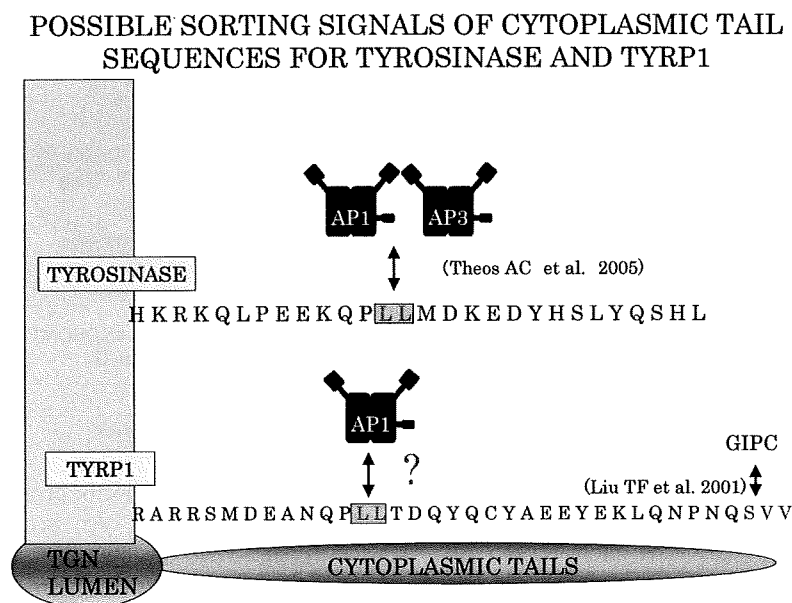 POSSIBLE SORTING SIGNALS OF CYTOPLASMIC TAIL
SEQUENCES FOR TYROSINASE AND TYRP1
AP1 AP3
TYROSINASE (Theos AC et al. 2005)
H K R K Q L P E E K Q P L L M D K E D Y H S L Y Q S H L
AP1
GIPC
TYRP1 ?
(Liu TF et al. 2001)
R A R R S M D E A N Q P L L T D Q Y Q C Y A E E Y E K L Q N P N Q S V V
TGN
LUMEN
CYTOPLASMIC TAILS